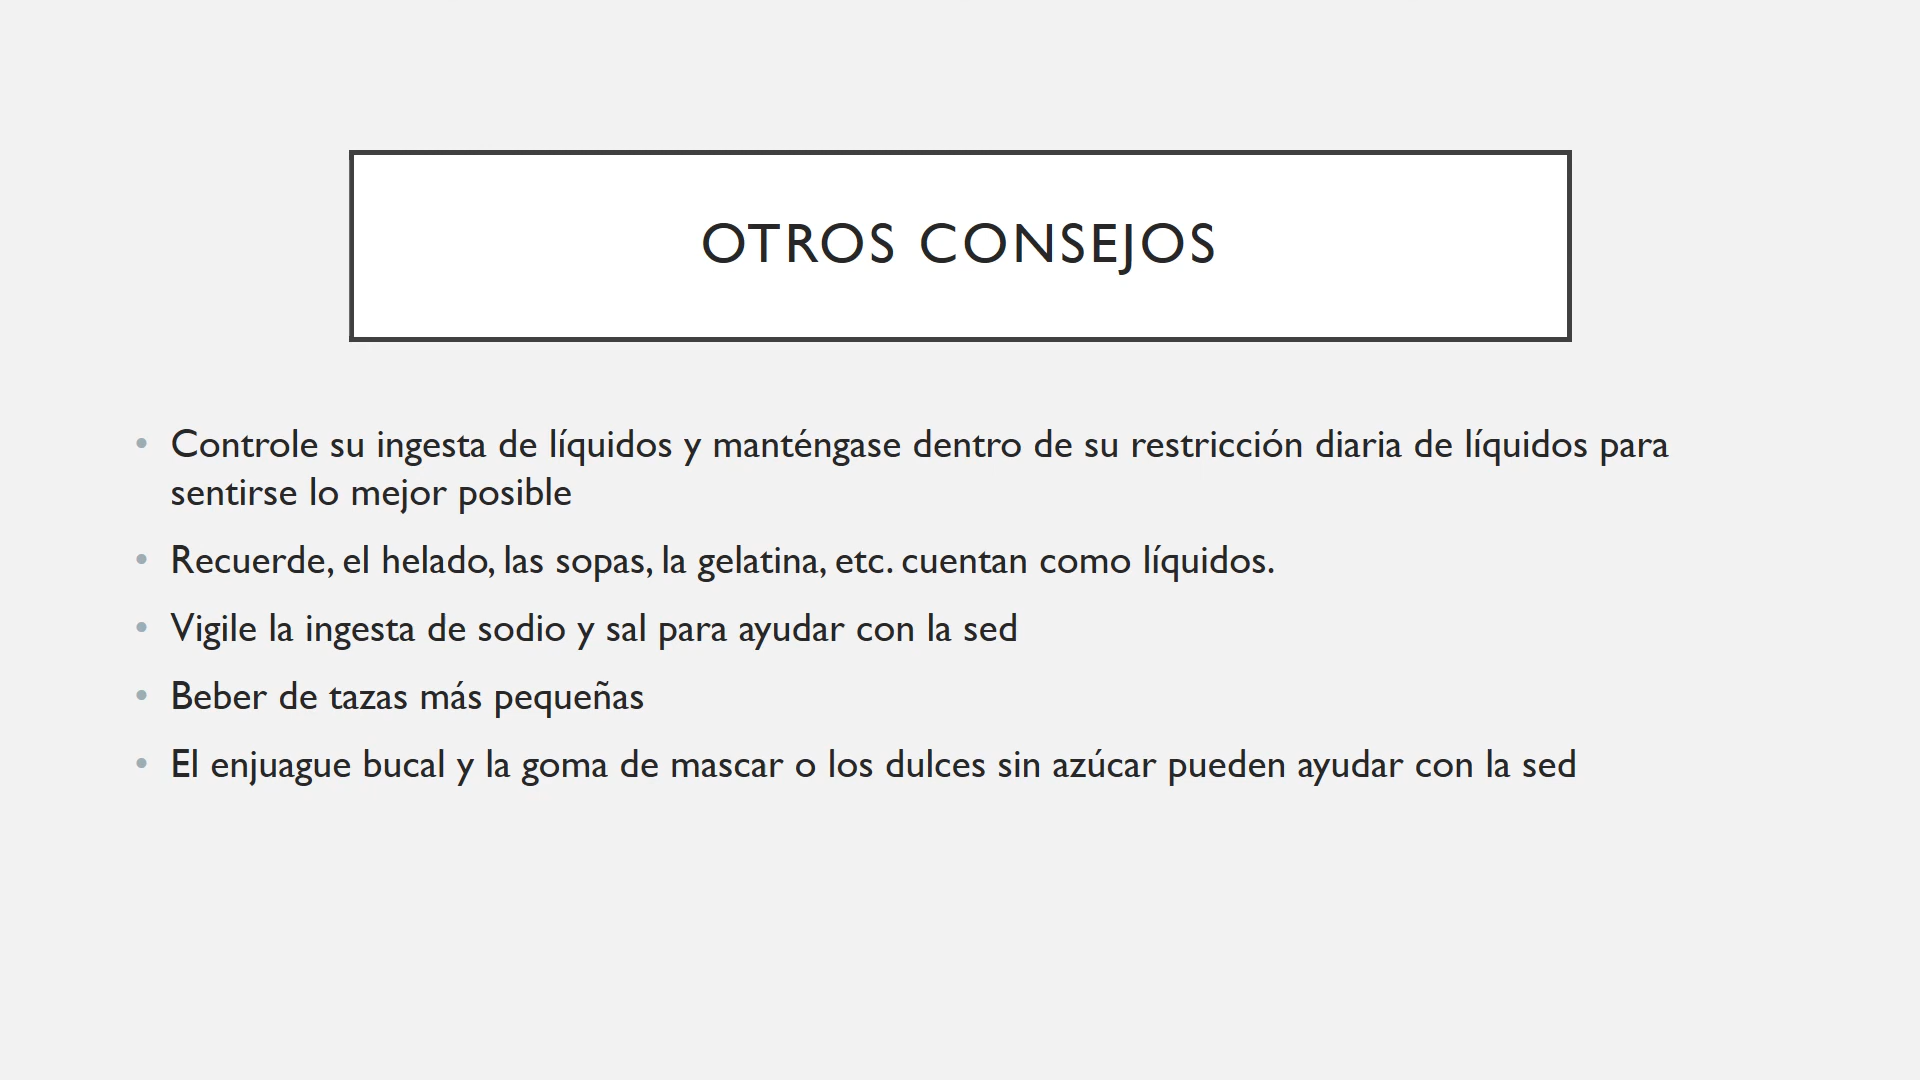 OTROS CONSEJOS
• Controle su ingesta de líquidos y manténgase dentro de su restricción diaria de líquidos para
sentirse lo mejor posible
• Recuerde, el helado, las sopas, la gelatina, etc. cuentan como líquidos.
• Vigile la ingesta de sodio y sal para ayudar con la sed
• Beber de tazas más pequeñas
• El enjuague bucal y la goma de mascar o los dulces sin azúcar pueden ayudar con la sed